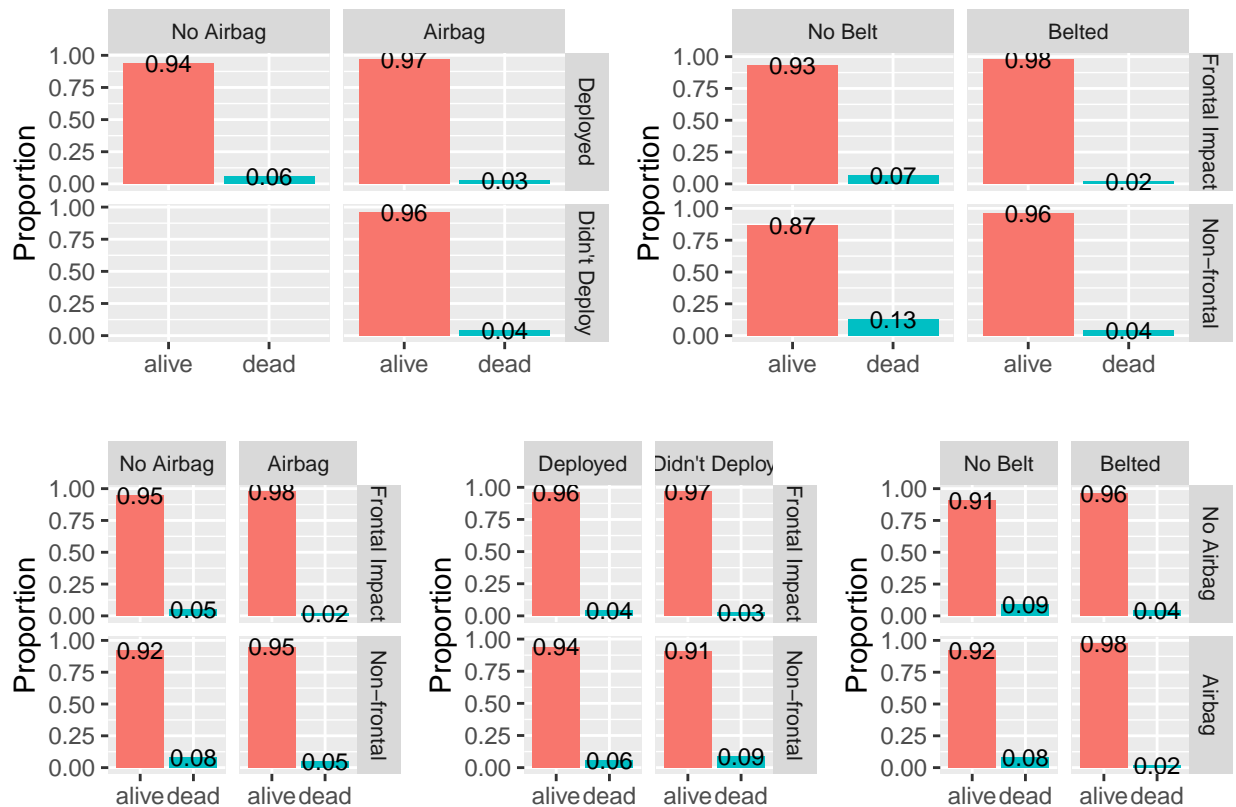 No Airbag Airbag
1.00 0.94 0.97
0.75
0.50
0.25
0.00 0.06 0.03
Deployed
1.00 0.96
0.75
0.50
0.25
0.00 0.04
Didn't Deploy
Proportion
alive dead alive dead
No Belt Belted
1.00 0.93 0.98
0.75
0.50
0.25
0.00 0.07 0.02
Frontal Impact
1.00 0.87 0.96
0.75
0.50
0.25
0.00 0.13 0.04
Non−frontal
Proportion
alive dead alive dead
No Airbag Airbag
1.00 0.95 0.98
0.75
0.50
0.25
0.00 0.05 0.02
Frontal Impact
1.00 0.92 0.95
0.75
0.50
0.25
0.00 0.08 0.05
Non−frontal
Proportion
alive dead alive dead
Deployed Didn't Deploy
1.00 0.96 0.97
0.75
0.50
0.25
0.00 0.04 0.03
Frontal Impact
1.00 0.94 0.91
0.75
0.50
0.25
0.00 0.06 0.09
Non−frontal
Proportion
alive dead alive dead
No Belt Belted
1.00 0.91 0.96
0.75
0.50
0.25
0.00 0.09 0.04
No Airbag
1.00 0.92 0.98
0.75
0.50
0.25
0.00 0.08 0.02
Airbag
Proportion
alive dead alive dead